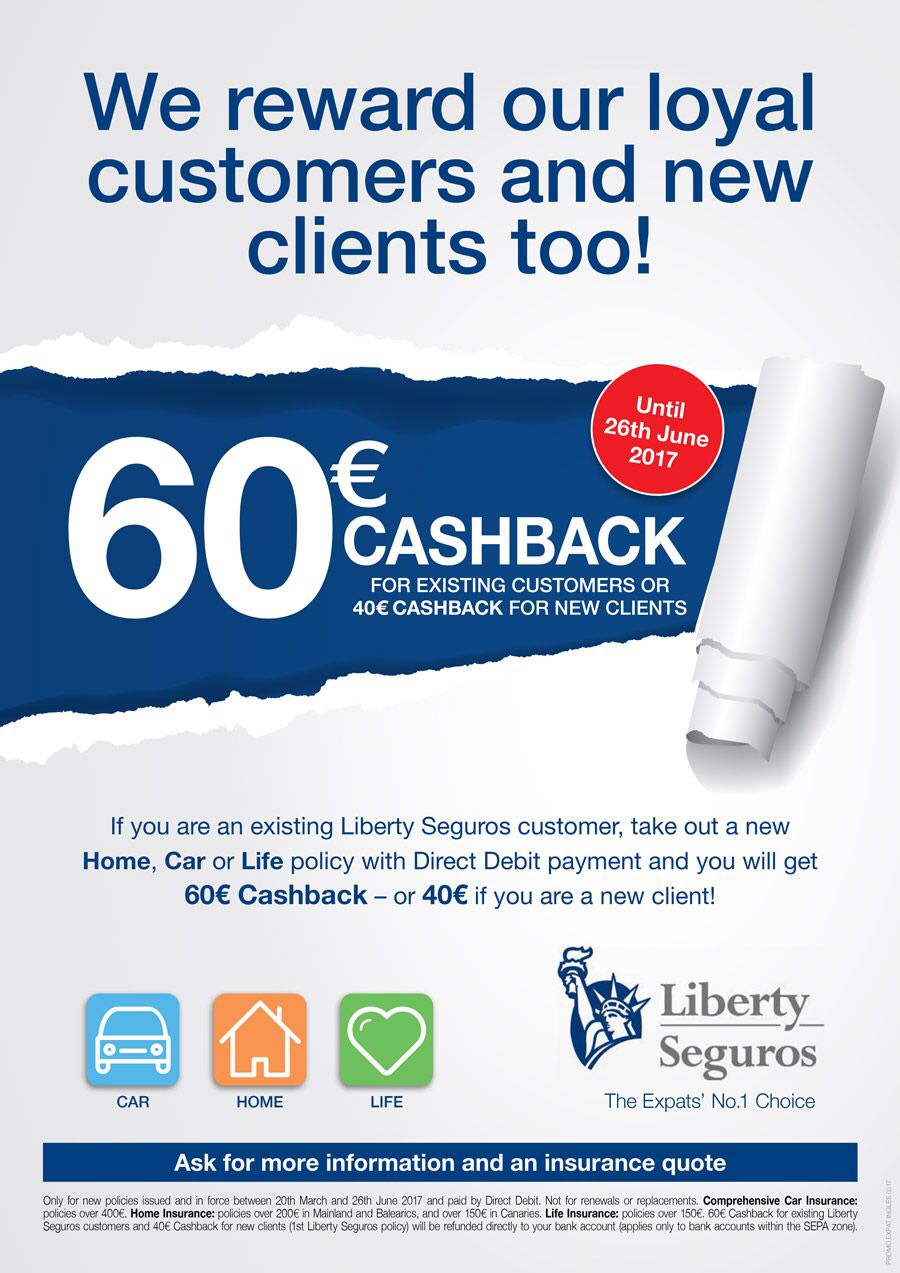 We reward our loyal
customers and new
clients too!
Until
26th June
2017
60€
CASHBACK
FOR EXISTING CUSTOMERS OR
40€ CASHBACK FOR NEW CLIENTS
If you are an existing Liberty Seguros customer, take out a new
Home, Car or Life policy with Direct Debit payment and you will get
60€ Cashback – or 40€ if you are a new client!
CAR
HOME
LIFE
Liberty
Seguros
The Expats' No.1 Choice
Ask for more information and an insurance quote
Only for new policies issued and in force between 20th March and 26th June 2017 and paid by Direct Debit. Not for renewals or replacements. Comprehensive Car Insurance:
policies over 400€. Home Insurance: policies over 200€ in Mainland and Balearics, and over 150€ in Canaries. Life Insurance: policies over 150€. 60€ Cashback for existing Liberty
Seguros customers and 40€ Cashback for new clients (1st Liberty Seguros policy) will be refunded directly to your bank account (applies only to bank accounts within the SEPA zone).
PROMO EXPAT INGLES 0317